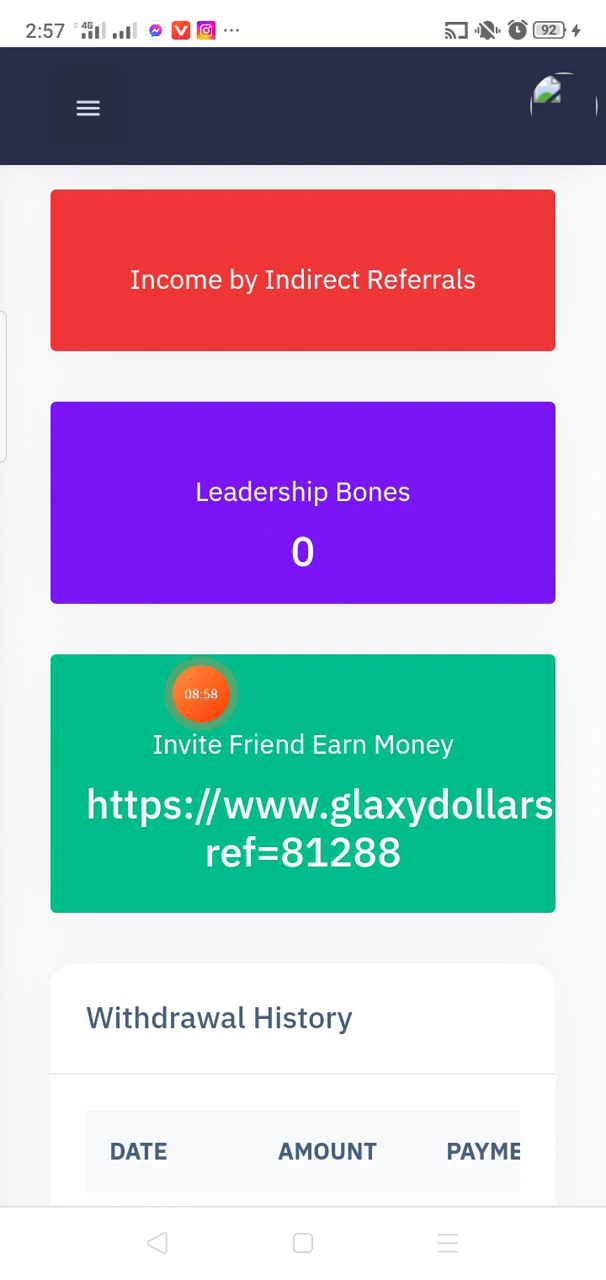 2:57 4G 92
Income by Indirect Referrals
Leadership Bones
0
08:58
Invite Friend Earn Money
https://www.glaxydollars
ref=81288
Withdrawal History
DATE AMOUNT PAYME